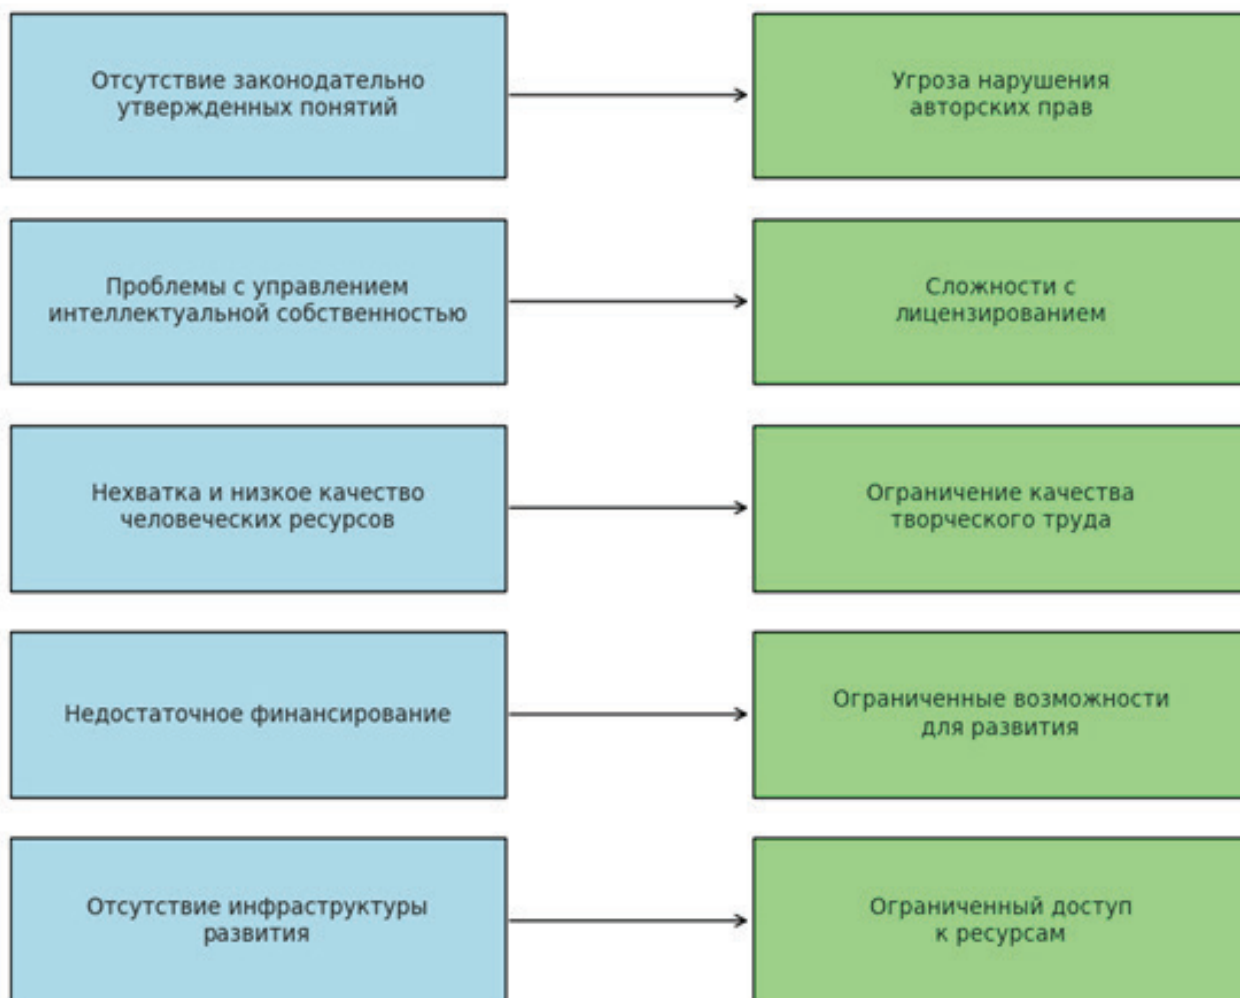 Отсутствие законодательно
утвержденных понятий
Угроза нарушения
авторских прав
Проблемы с управлением
интеллектуальной собственностью
Сложности с
лицензированием
Нехватка и низкое качество
человеческих ресурсов
Ограничение качества
творческого труда
Недостаточное финансирование
Ограниченные возможности
для развития
Отсутствие инфраструктуры
развития
Ограниченный доступ
к ресурсам